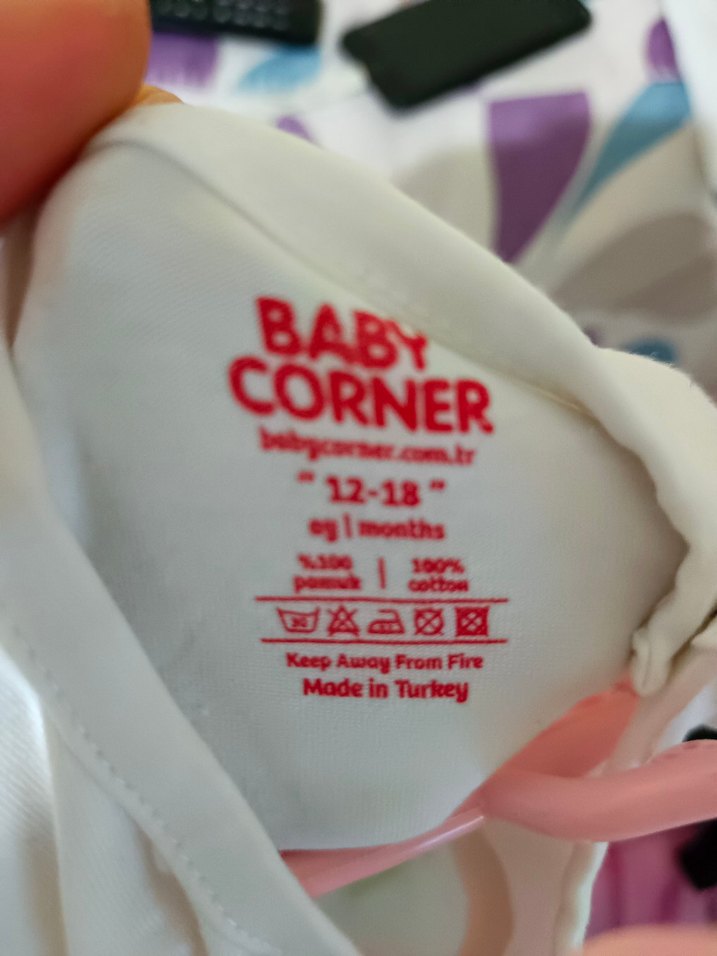 BABY
CORNER
babycorner.com.tr
" 12-18 "
ay | months
%100 | 100%
pamuk | cotton
30
Keep Away From Fire
Made in Turkey